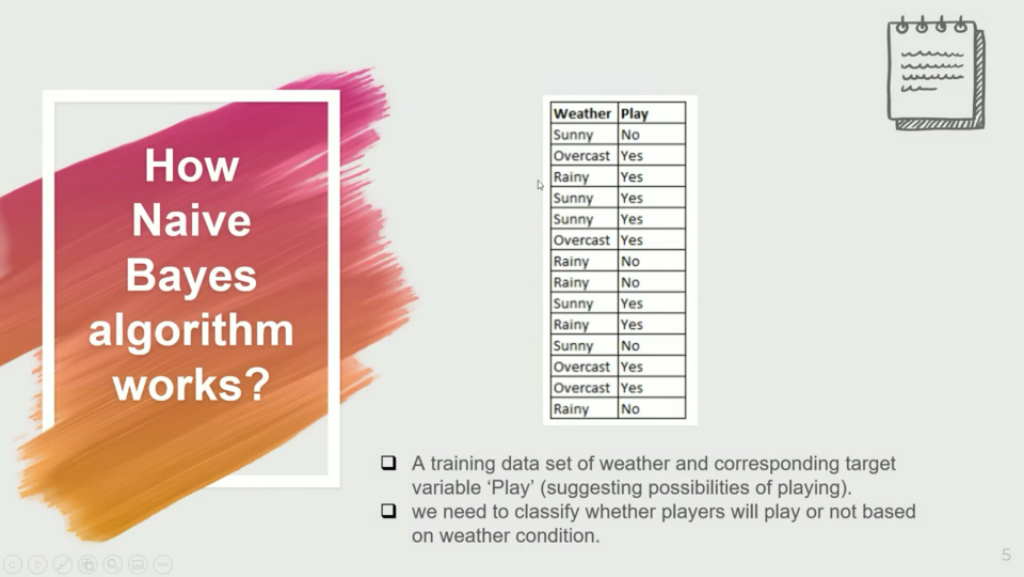 How
Naive
Bayes
algorithm
works?
Weather Play
Sunny No
Overcast Yes
Rainy Yes
Sunny Yes
Sunny Yes
Overcast Yes
Rainy No
Rainy No
Sunny Yes
Rainy Yes
Sunny No
Overcast Yes
Overcast Yes
Rainy No
A training data set of weather and corresponding target
variable ‘Play’ (suggesting possibilities of playing).
we need to classify whether players will play or not based
on weather condition.
5